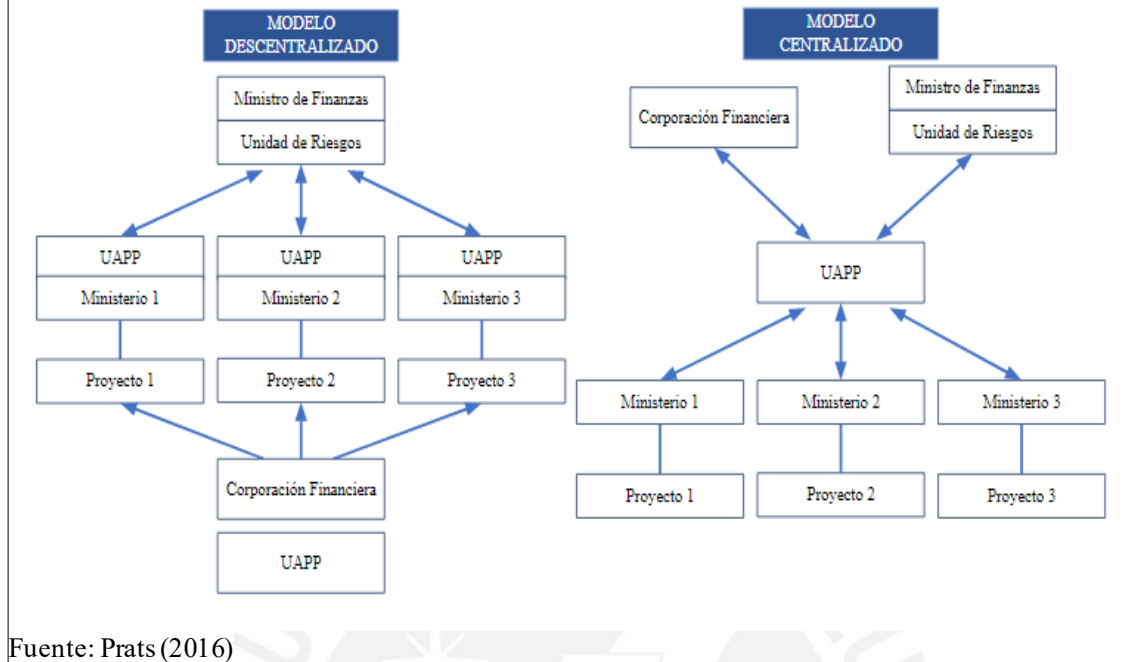 MODELO
DESCENTRALIZADO
Ministro de Finanzas
Unidad de Riesgos
UAPP
UAPP
UAPP
Ministerio 1
Ministerio 2
Ministerio 3
Proyecto 1
Proyecto 2
Proyecto 3
Corporación Financiera
UAPP
MODELO
CENTRALIZADO
Corporación Financiera
Ministro de Finanzas
Unidad de Riesgos
UAPP
Ministerio 1
Ministerio 2
Ministerio 3
Proyecto 1
Proyecto 2
Proyecto 3
Fuente: Prats (2016)